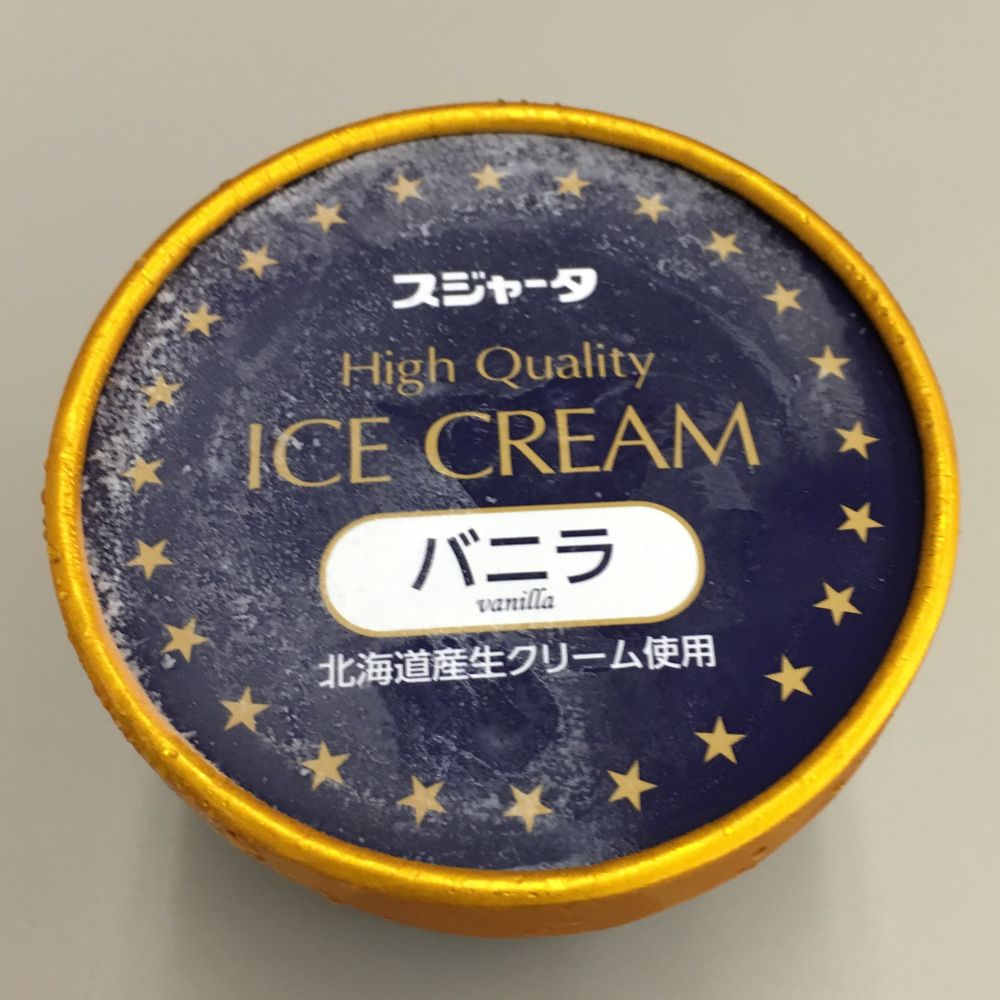 スジャータ
High Quality
ICE CREAM
バニラ
vanilla
北海道産生クリーム使用